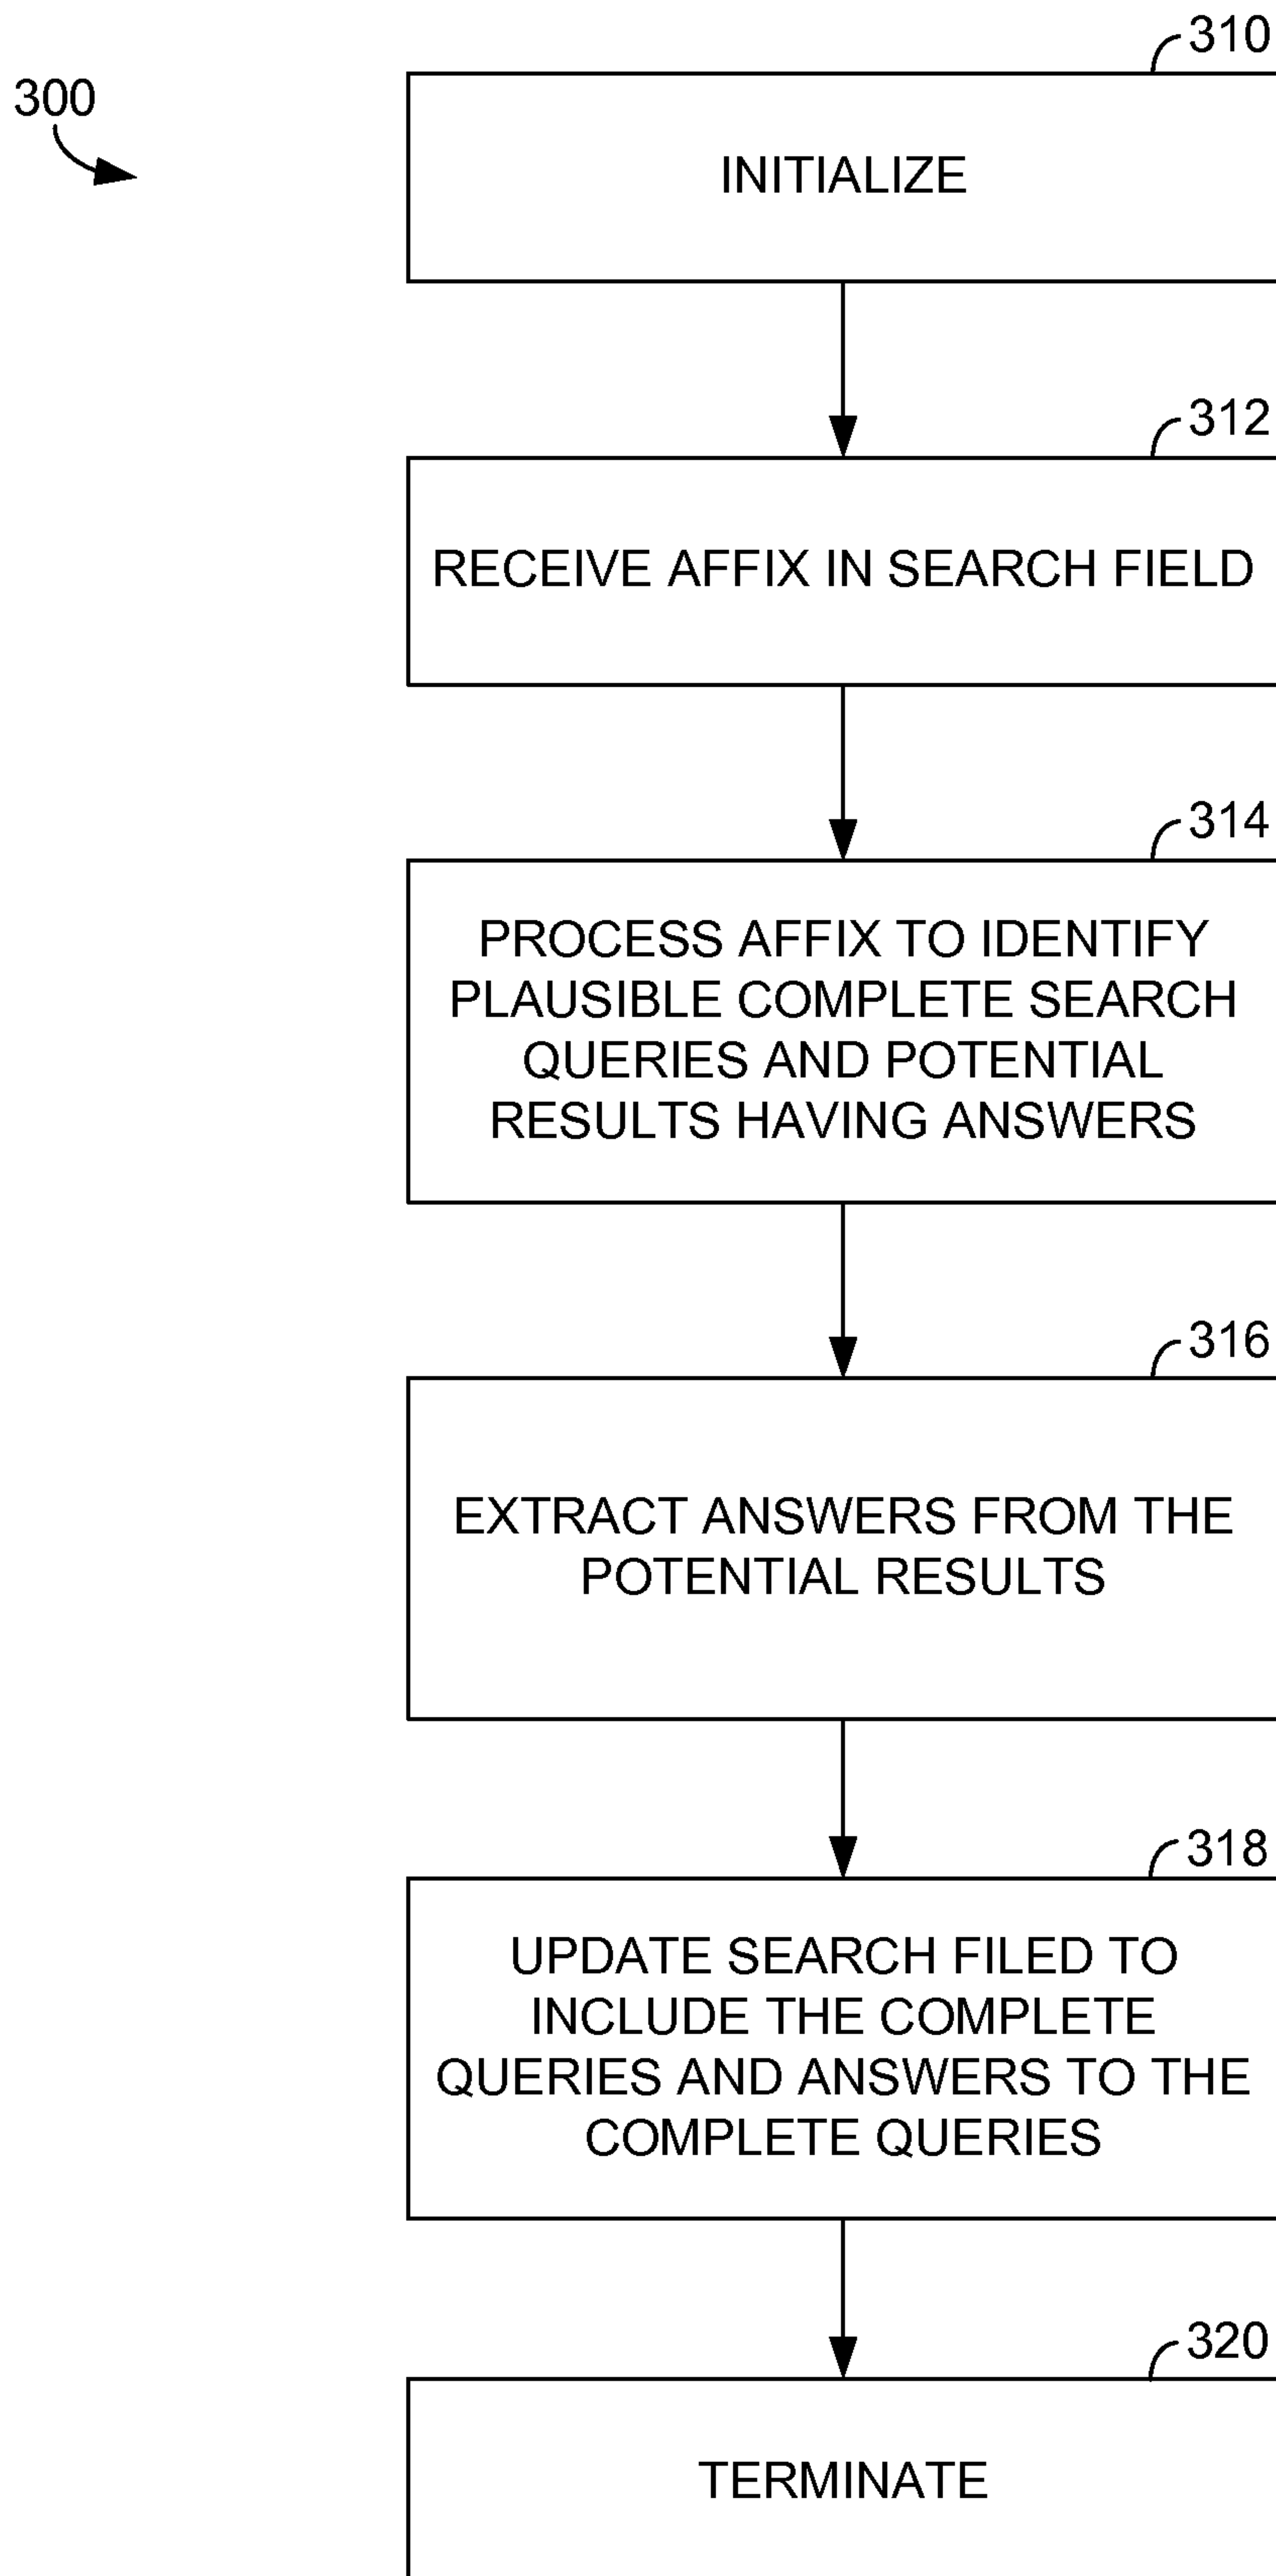 310
300
INITIALIZE
312
RECEIVE AFFIX IN SEARCH FIELD
314
PROCESS AFFIX TO IDENTIFY
PLAUSIBLE COMPLETE SEARCH
QUERIES AND POTENTIAL
RESULTS HAVING ANSWERS
316
EXTRACT ANSWERS FROM THE
POTENTIAL RESULTS
318
UPDATE SEARCH FILED TO
INCLUDE THE COMPLETE
QUERIES AND ANSWERS TO THE
COMPLETE QUERIES
320
TERMINATE